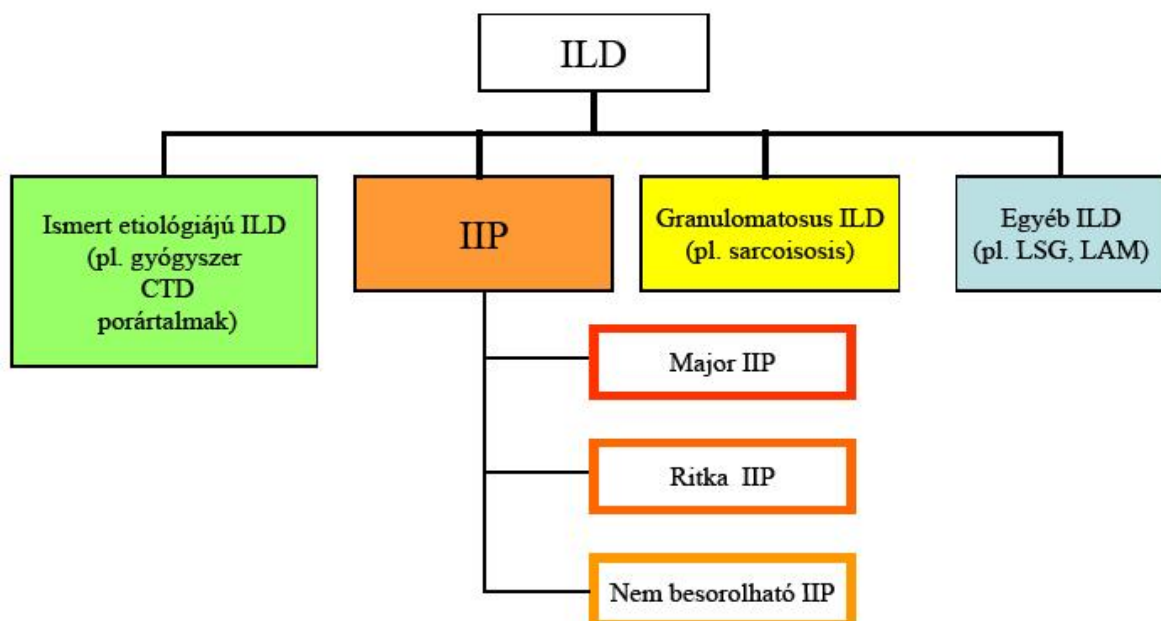 ILD
Ismert etiológiájú ILD
(pl. gyógyszer
CTD
porártalmak)
IIP
Granulomatosus ILD
(pl. sarcoisosis)
Egyéb ILD
(pl. LSG, LAM)
Major IIP
Ritka IIP
Nem besorolható IIP